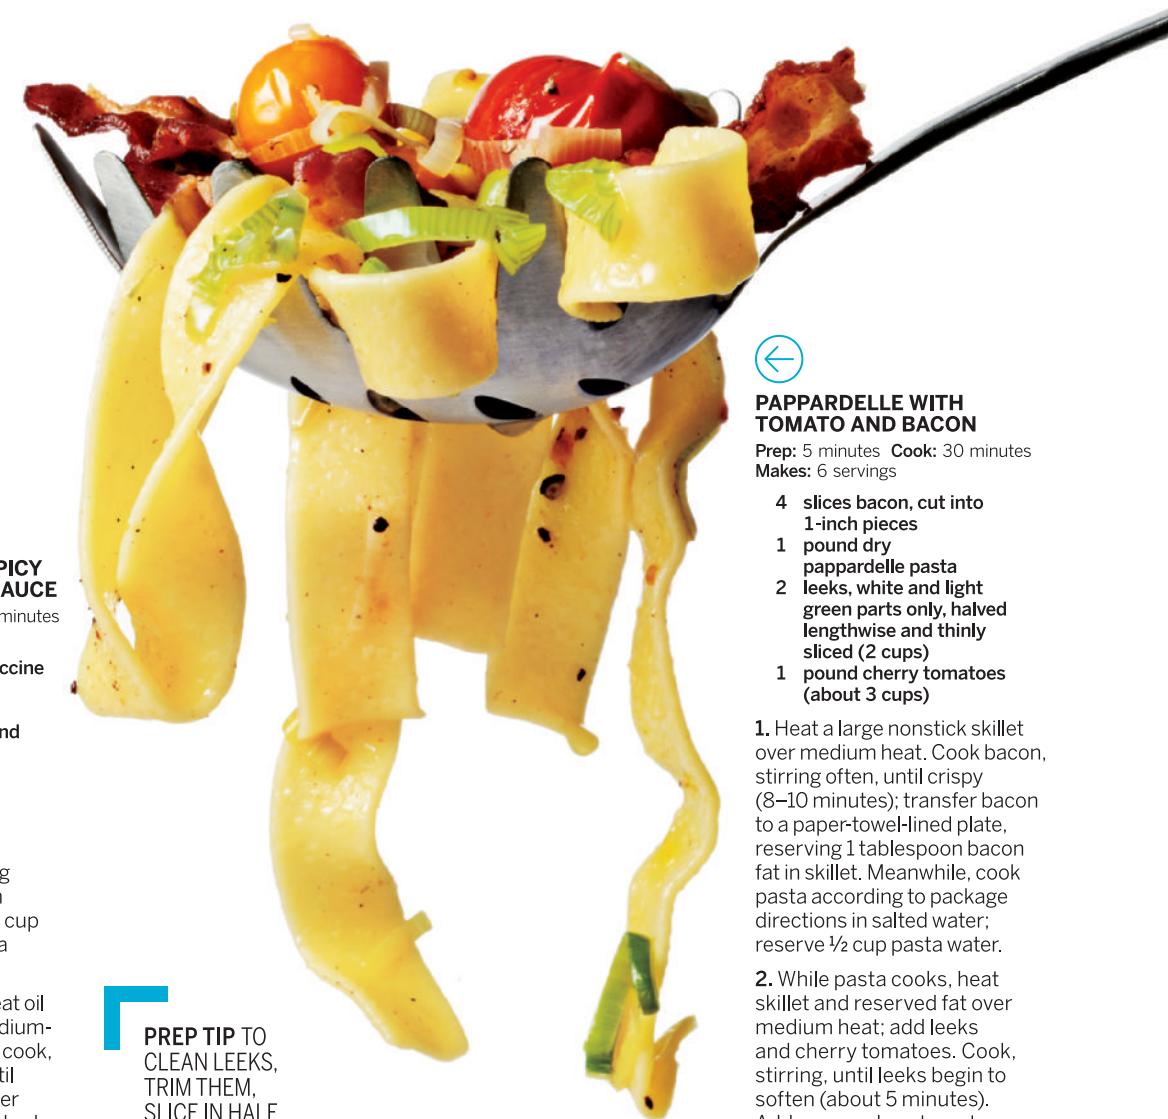 PICY
AUCE
minutes
ccine
nd
g
cup
a
eat oil
dium-
cook,
til
er
PREP TIP TO
CLEAN LEEKS,
TRIM THEM,
SLICE IN HALF
PAPPARDELLE WITH
TOMATO AND BACON
Prep: 5 minutes Cook: 30 minutes
Makes: 6 servings
4 slices bacon, cut into
1-inch pieces
1 pound dry
pappardelle pasta
2 leeks, white and light
green parts only, halved
lengthwise and thinly
sliced (2 cups)
1 pound cherry tomatoes
(about 3 cups)
1. Heat a large nonstick skillet
over medium heat. Cook bacon,
stirring often, until crispy
(8–10 minutes); transfer bacon
to a paper-towel-lined plate,
reserving 1 tablespoon bacon
fat in skillet. Meanwhile, cook
pasta according to package
directions in salted water;
reserve ½ cup pasta water.
2. While pasta cooks, heat
skillet and reserved fat over
medium heat; add leeks
and cherry tomatoes. Cook,
stirring, until leeks begin to
soften (about 5 minutes).